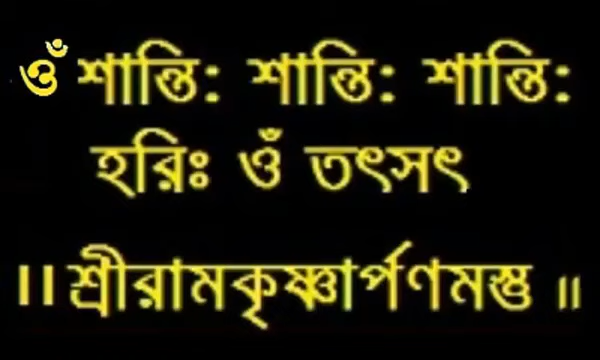 ওঁ শান্তি: শান্তি: শান্তি:
হরিঃ ওঁ তৎসৎ
।।শ্রীরামকৃষ্ণার্পণমস্তু॥